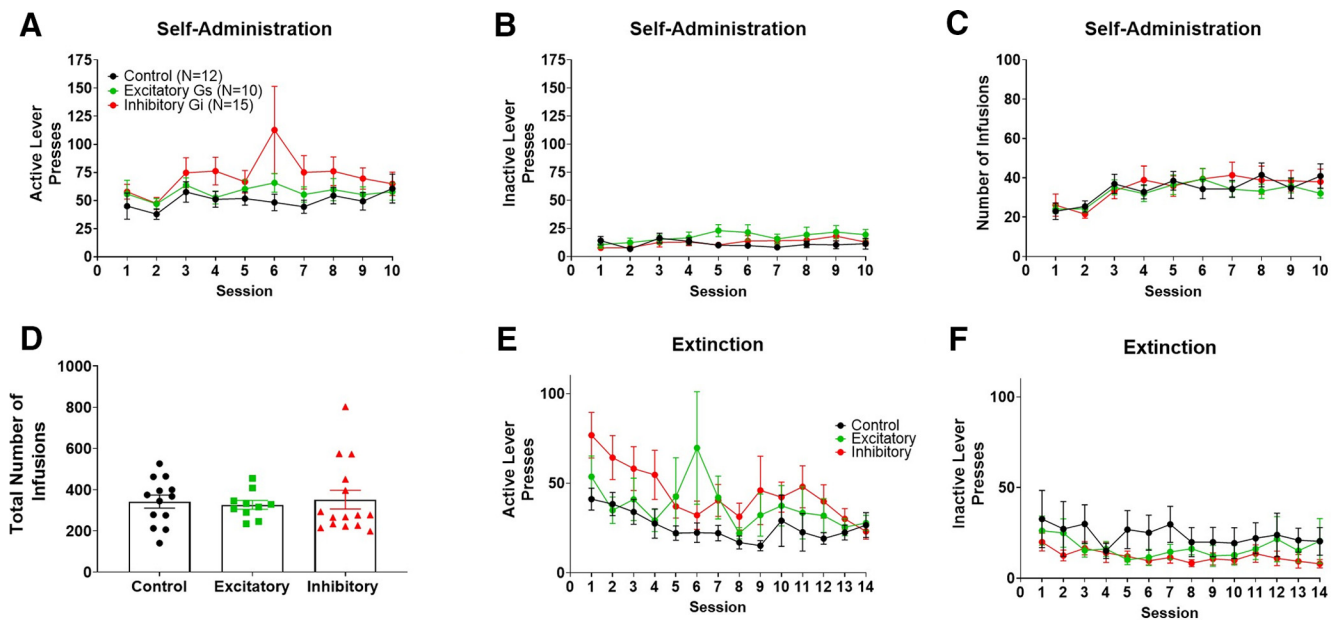 A
Self-Administration
Active Lever
Presses
175
150
125
100
75
50
25
0
Control (N=12)
Excitatory Gs (N=10)
Inhibitory Gi (N=15)
0 1 2 3 4 5 6 7 8 9 10
Session
B
Self-Administration
Inactive Lever
Presses
175
150
125
100
75
50
25
0
0 1 2 3 4 5 6 7 8 9 10
Session
C
Self-Administration
Number of Infusions
100
80
60
40
20
0
0 1 2 3 4 5 6 7 8 9 10
Session
D
Total Number of
Infusions
1000
800
600
400
200
0
Control Excitatory Inhibitory
E
Extinction
Active Lever
Presses
100
50
0
Control
Excitatory
Inhibitory
0 1 2 3 4 5 6 7 8 9 10 11 12 13 14
Session
F
Extinction
Inactive Lever
Presses
100
50
0
0 1 2 3 4 5 6 7 8 9 10 11 12 13 14
Session